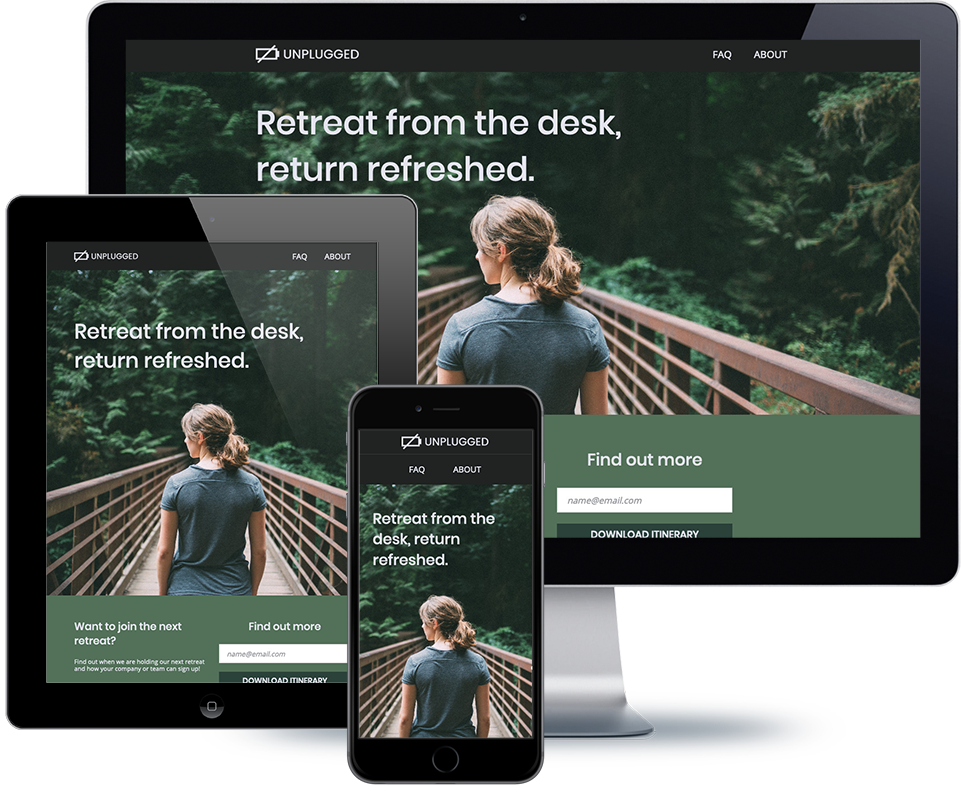 UNPLUGGED
FAQ ABOUT
Retreat from the desk,
return refreshed.
Find out more
name@email.com
DOWNLOAD ITINERARY
UNPLUGGED
FAQ ABOUT
Retreat from the desk,
return refreshed.
Want to join the next
retreat?
Find out when we are holding our next retreat
and how your company or team can sign up!
Find out more
name@email.com
DOWNLOAD ITINERARY
UNPLUGGED
FAQ ABOUT
Retreat from the
desk, return
refreshed.